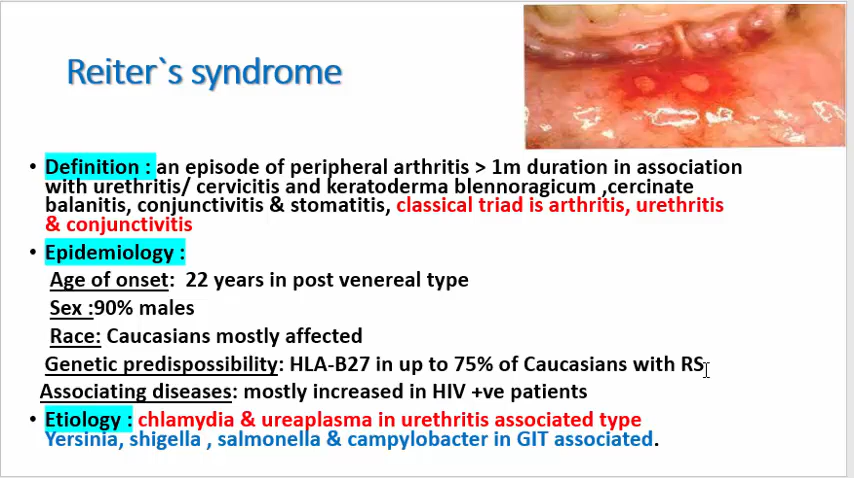 Reiter`s syndrome
• Definition : an episode of peripheral arthritis > 1m duration in association
with urethritis/ cervicitis and keratoderma blennoragicum ,cercinate
balanitis, conjunctivitis & stomatitis, classical triad is arthritis, urethritis
& conjunctivitis
• Epidemiology :
Age of onset: 22 years in post venereal type
Sex :90% males
Race: Caucasians mostly affected
Genetic predispossibility: HLA-B27 in up to 75% of Caucasians with RS
Associating diseases: mostly increased in HIV +ve patients
• Etiology : chlamydia & ureaplasma in urethritis associated type
Yersinia, shigella , salmonella & campylobacter in GIT associated.